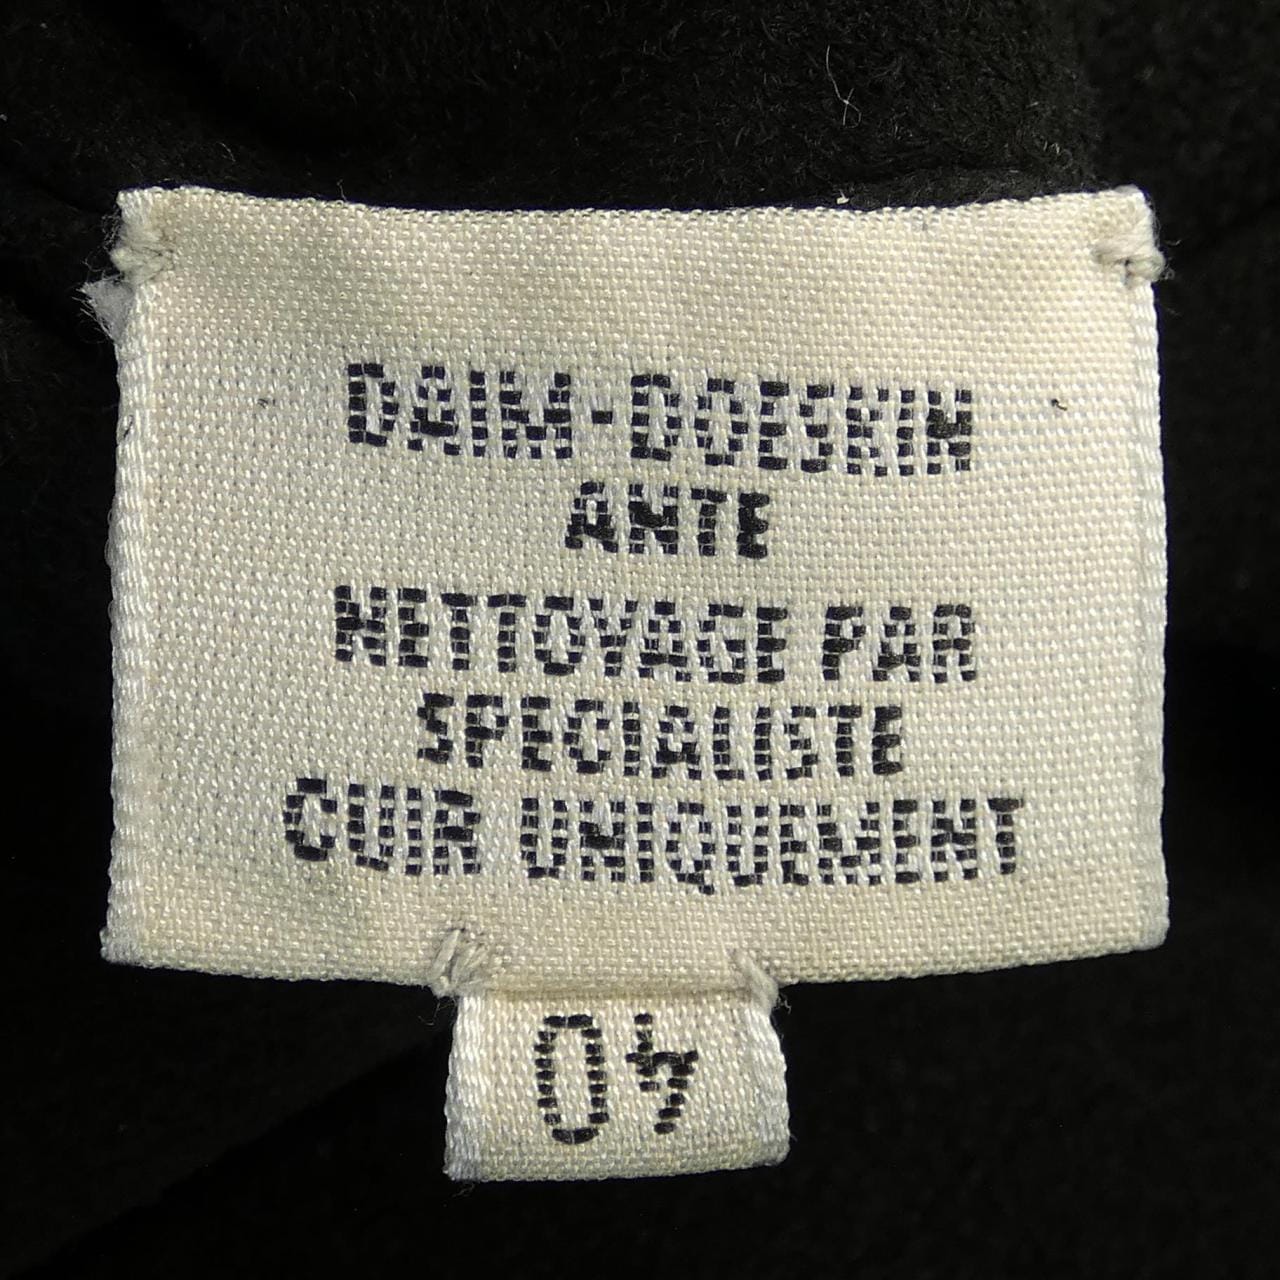 DAIM-DOESKIN
ANTE
NETTOYAGE PAR
SPECIALISTE
CUIR UNIQUEMENT
40